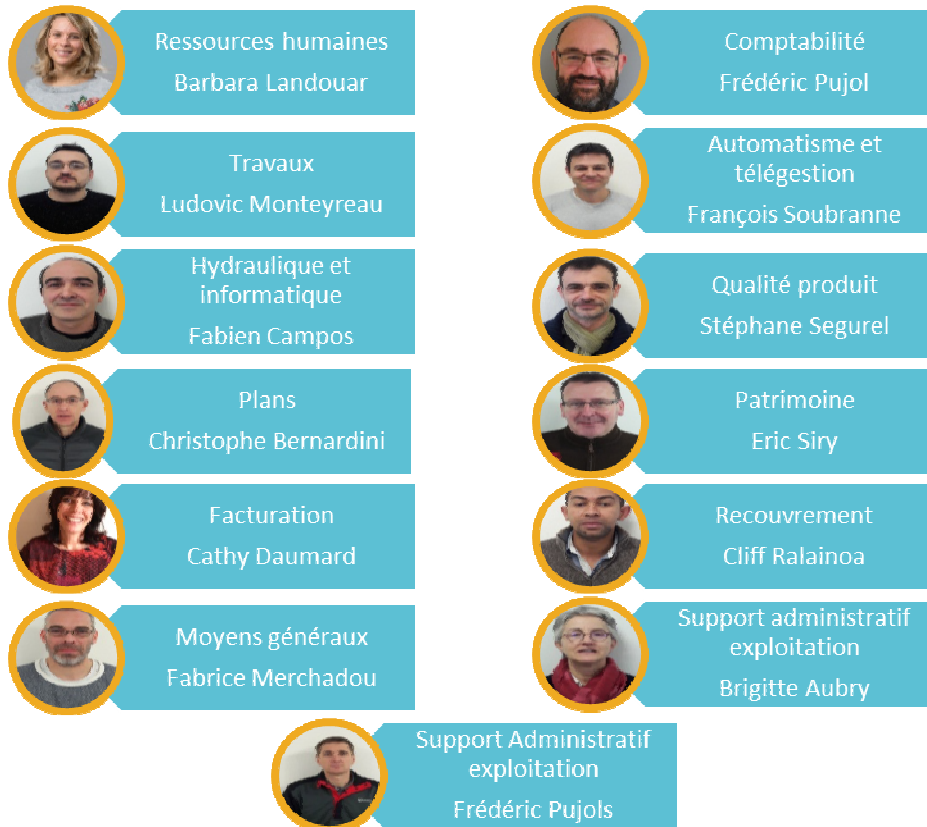 Ressources humaines
Barbara Landouar
Comptabilité
Frédéric Pujol
Travaux
Ludovic Monteyreau
Automatisme et
télégestion
François Soubranne
Hydraulique et
informatique
Fabien Campos
Qualité produit
Stéphane Segurel
Plans
Christophe Bernardini
Patrimoine
Eric Siry
Facturation
Cathy Daumard
Recouvrement
Cliff Ralainoa
Moyens généraux
Fabrice Merchadou
Support administratif
exploitation
Brigitte Aubry
Support Administratif
exploitation
Frédéric Pujols